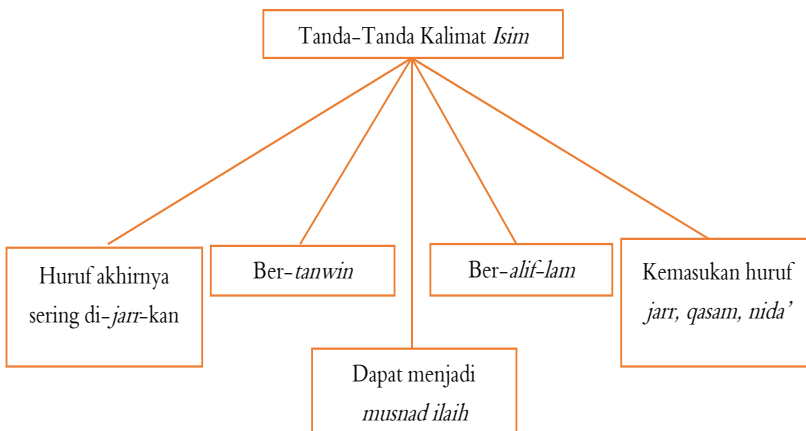 Tanda-Tanda Kalimat Isim
Huruf akhirnya
sering di-jarr-kan
Ber-tanwin
Dapat menjadi
musnad ilaih
Ber-alif-lam
Kemasukan huruf
jarr, qasam, nida’